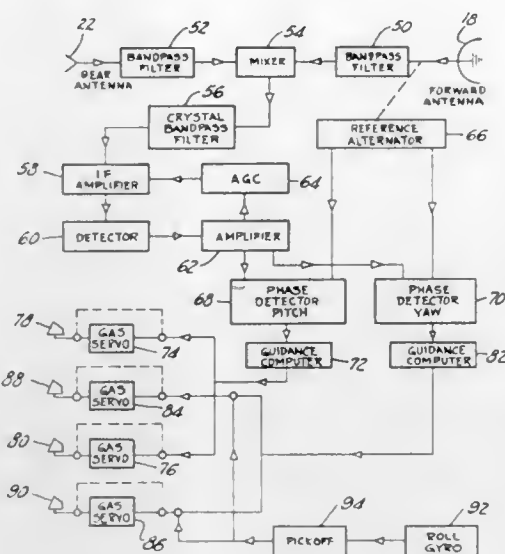 22
52
54
50
18
BANDPASS
FILTER
MIXER
BANDPASS
FILTER
REAR
ANTENNA
FORWARD
ANTENNA
56
CRYSTAL
BANDPASS
FILTER
REFERENCE
ALTERNATOR
66
58
I F
AMPLIFIER
AGC
64
60
DETECTOR
AMPLIFIER
62
68
PHASE
DETECTOR
PITCH
PHASE
DETECTOR
YAW
70
78
GAS
SERVO
74
GUIDANCE
COMPUTER
72
GUIDANCE
COMPUTER
82
88
GAS
SERVO
84
80
GAS
SERVO
76
90
GAS
SERVO
86
94
PICKOFF
92
ROLL
GYRO